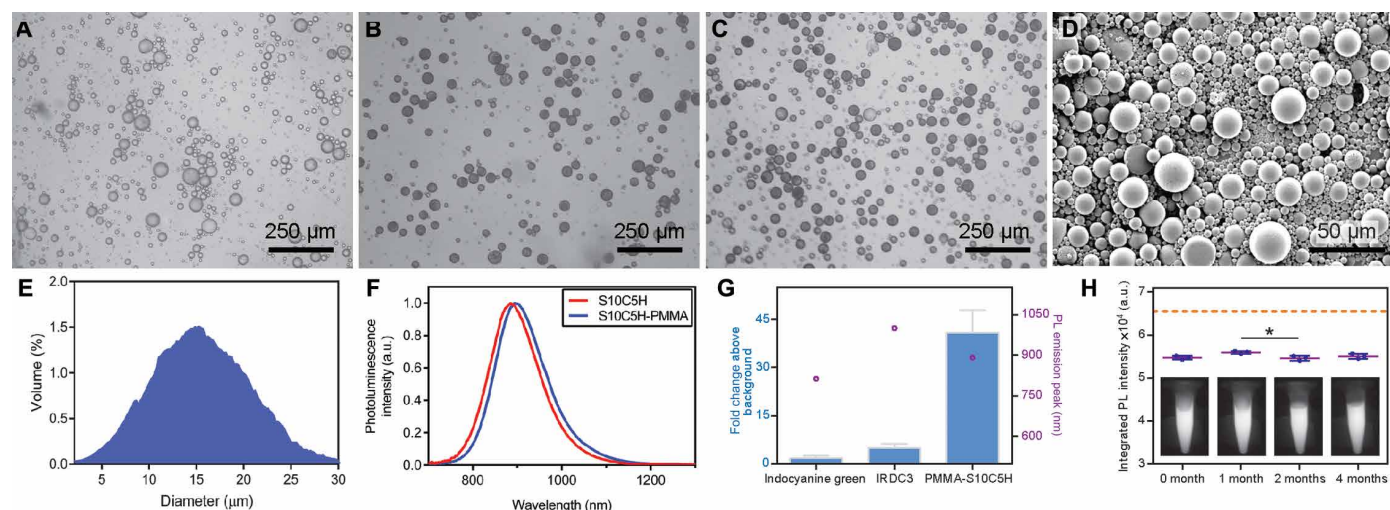 A
250 µm
B
250 µm
C
250 µm
D
50 µm
E
Volume (%)
2.0
1.5
1.0
0.5
0.0
5
10
15
20
25
30
Diameter (µm)
F
Photoluminescence
intensity (a.u.)
1.0
0.8
0.6
0.4
0.2
0.0
S10C5H
S10C5H-PMMA
800
1000
1200
Wavelength (nm)
G
Fold change above
background
45
30
15
0
1050
900
750
600
PL emission
peak (nm)
Indocyanine green
IRDC3
PMMA-S10C5H
H
Integrated PL intensity ×10⁴ (a.u.)
7
6
5
4
3
*
0 month
1 month
2 months
4 months